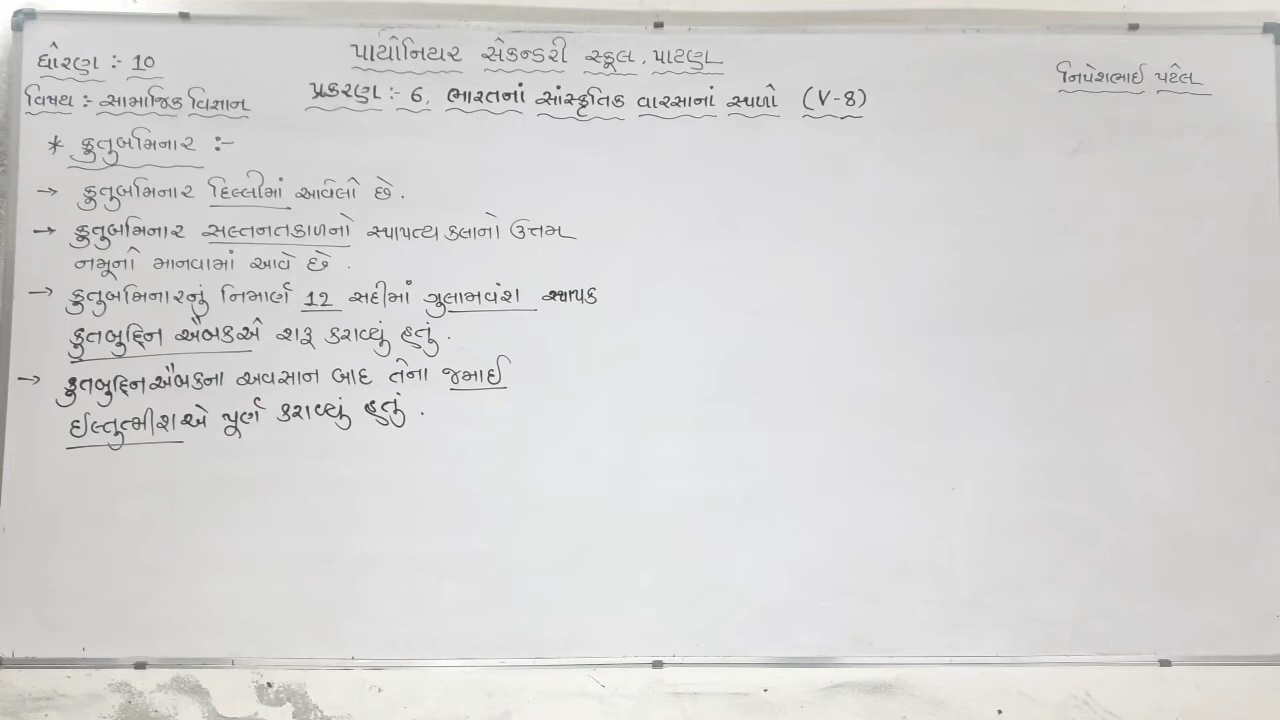 ધોરણ :- 10
પાયોનિયર સેકન્ડરી સ્કૂલ, પાટણ
નિપેશભાઈ પટેલ
વિષય :- સામાજિક વિજ્ઞાન
પ્રકરણ :- 6, ભારતનાં સાંસ્કૃતિક વારસાનાં સ્થળો (V-8)
* કુતુબમિનાર :-
→ કુતુબમિનાર દિલ્લીમાં આવેલો છે.
→ કુતુબમિનાર સલ્તનતકાળનો સ્થાપત્ય કલાનો ઉત્તમ
નમૂનો માનવામાં આવે છે.
→ કુતુબમિનારનું નિમાર્ણ 12 સદીમાં ગુલામવંશ સ્થાપક
કુતબુદ્દિન ઐબકએ શરૂ કરાવ્યું હતું.
→ કુતબુદ્દિન ઐબકના અવસાન બાદ તેના જમાઈ
ઈલ્તુત્મીશએ પૂર્ણ કરાવ્યું હતું.